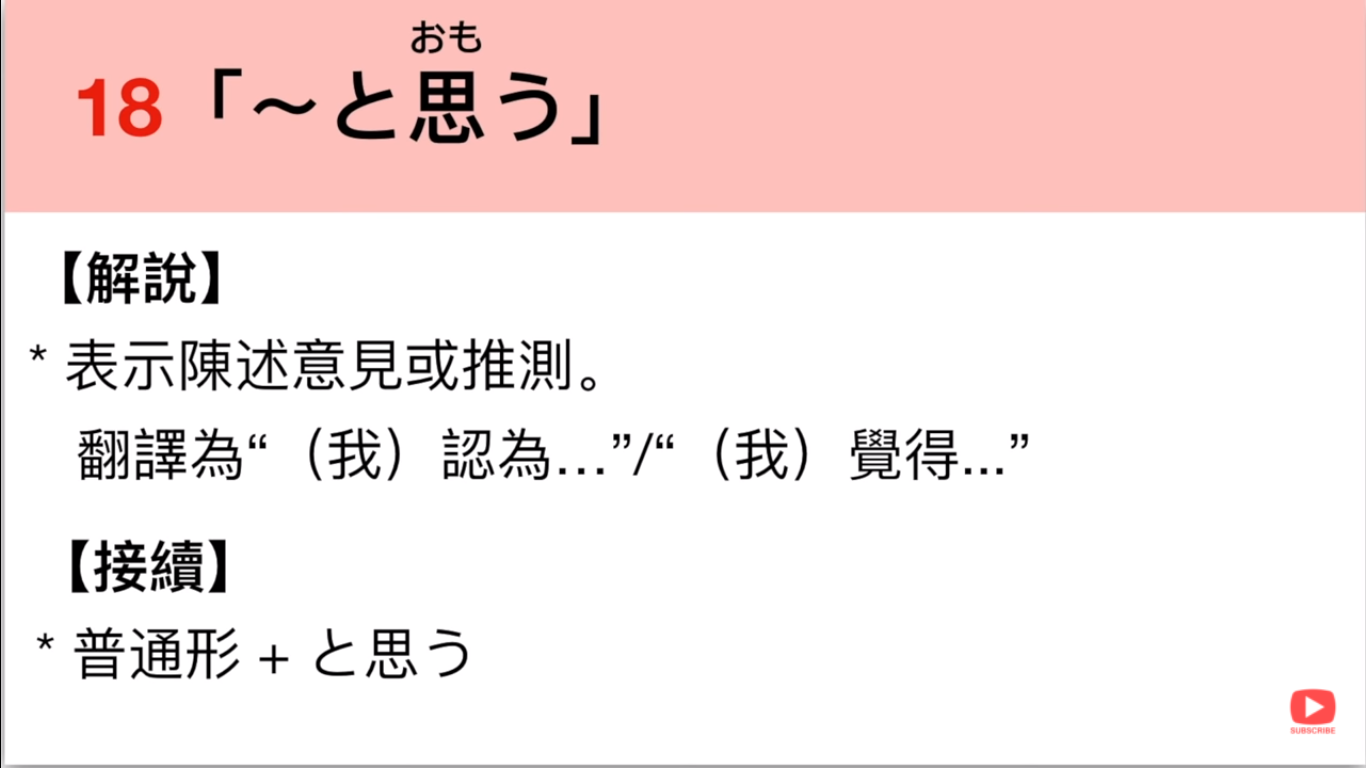 おも
18「～と思う」
【解說】
* 表示陳述意見或推測。
翻譯為“（我）認為…”/“（我）覺得...”
【接續】
* 普通形 + と思う
SUBSCRIBE